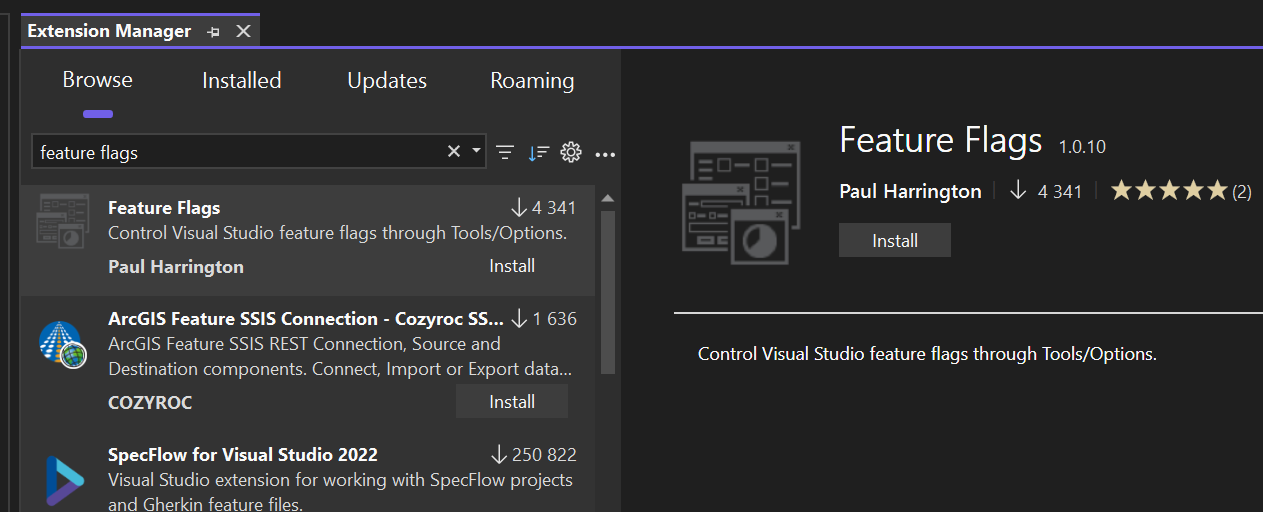 Extension Manager
Browse Installed Updates Roaming
feature flags
Feature Flags 4 341
Control Visual Studio feature flags through Tools/Options.
Paul Harrington Install
ArcGIS Feature SSIS Connection - Cozyroc SS... 1 636
ArcGIS Feature SSIS REST Connection, Source and
Destination components. Connect, Import or Export data...
COZYROC Install
SpecFlow for Visual Studio 2022 250 822
Visual Studio extension for working with SpecFlow projects
and Gherkin feature files.
Feature Flags 1.0.10
Paul Harrington 4 341 (2)
Install
Control Visual Studio feature flags through Tools/Options.